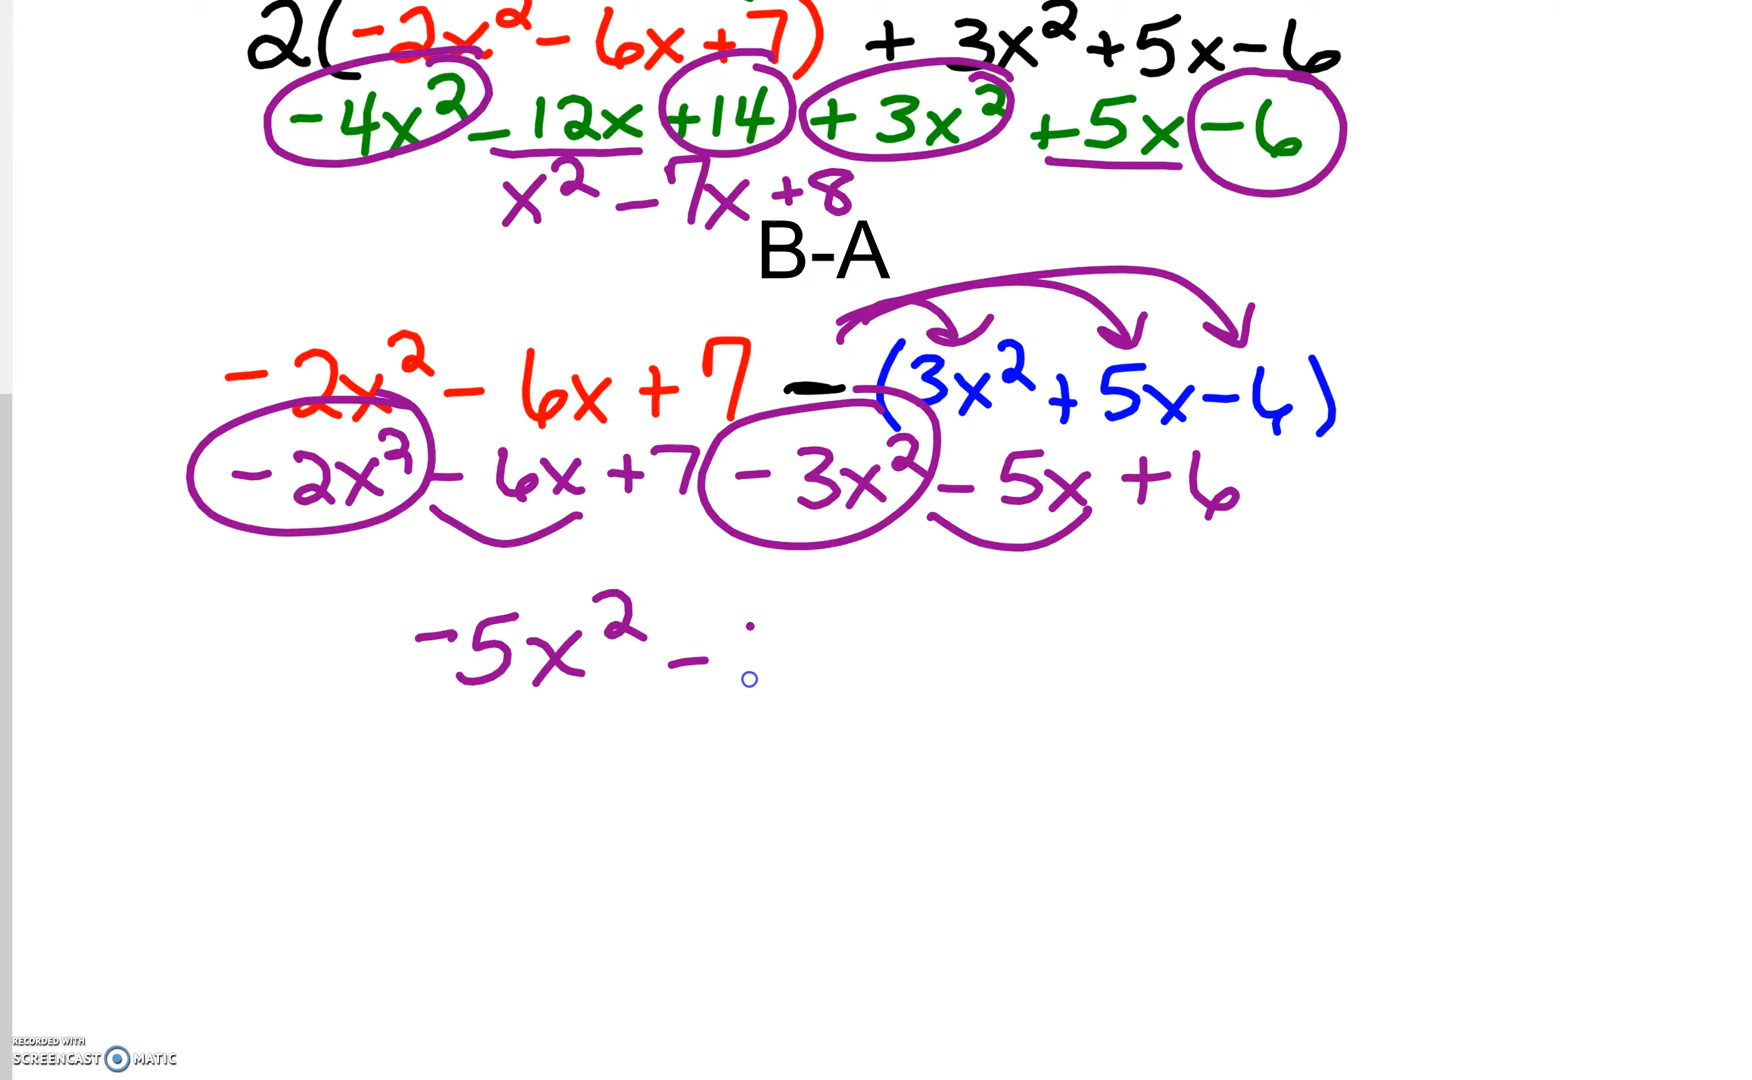 2(-2x²-6x+7) + 3x²+5x-6
-4x²-12x+14+3x²+5x-6
x²-7x+8
B-A
-2x²-6x+7-(3x²+5x-6)
-2x²-6x+7-3x²-5x+6
-5x²-
RECORDED WITH
SCREENCAST MATIC